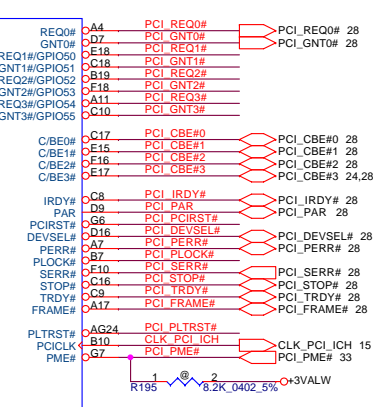 REQ0# A4 PCI_REQ0# PCI_REQ0# 28
GNT0# D7 PCI_GNT0# PCI_GNT0# 28
REQ1#/GPIO50 E18 PCI_REQ1#
GNT1#/GPIO51 C18 PCI_GNT1#
REQ2#/GPIO52 B19 PCI_REQ2#
GNT2#/GPIO53 F18 PCI_GNT2#
REQ3#/GPIO54 A11 PCI_REQ3#
GNT3#/GPIO55 C10 PCI_GNT3#
C/BE0# C17 PCI_CBE#0 PCI_CBE#0 28
C/BE1# E15 PCI_CBE#1 PCI_CBE#1 28
C/BE2# F16 PCI_CBE#2 PCI_CBE#2 28
C/BE3# E17 PCI_CBE#3 PCI_CBE#3 24,28
IRDY# C8 PCI_IRDY# PCI_IRDY# 28
PAR D9 PCI_PAR PCI_PAR 28
PCIRST# G6 PCI_PCIRST#
DEVSEL# D16 PCI_DEVSEL# PCI_DEVSEL# 28
PERR# A7 PCI_PERR# PCI_PERR# 28
PLOCK# B7 PCI_PLOCK#
SERR# F10 PCI_SERR# PCI_SERR# 28
STOP# C16 PCI_STOP# PCI_STOP# 28
TRDY# C9 PCI_TRDY# PCI_TRDY# 28
FRAME# A17 PCI_FRAME# PCI_FRAME# 28
PLTRST# AG24 PCI_PLTRST#
PCICLK B10 CLK_PCI_ICH CLK_PCI_ICH 15
PME# G7 PCI_PME# PCI_PME# 33
1 @ 2 +3VALW
R195 8.2K_0402_5%